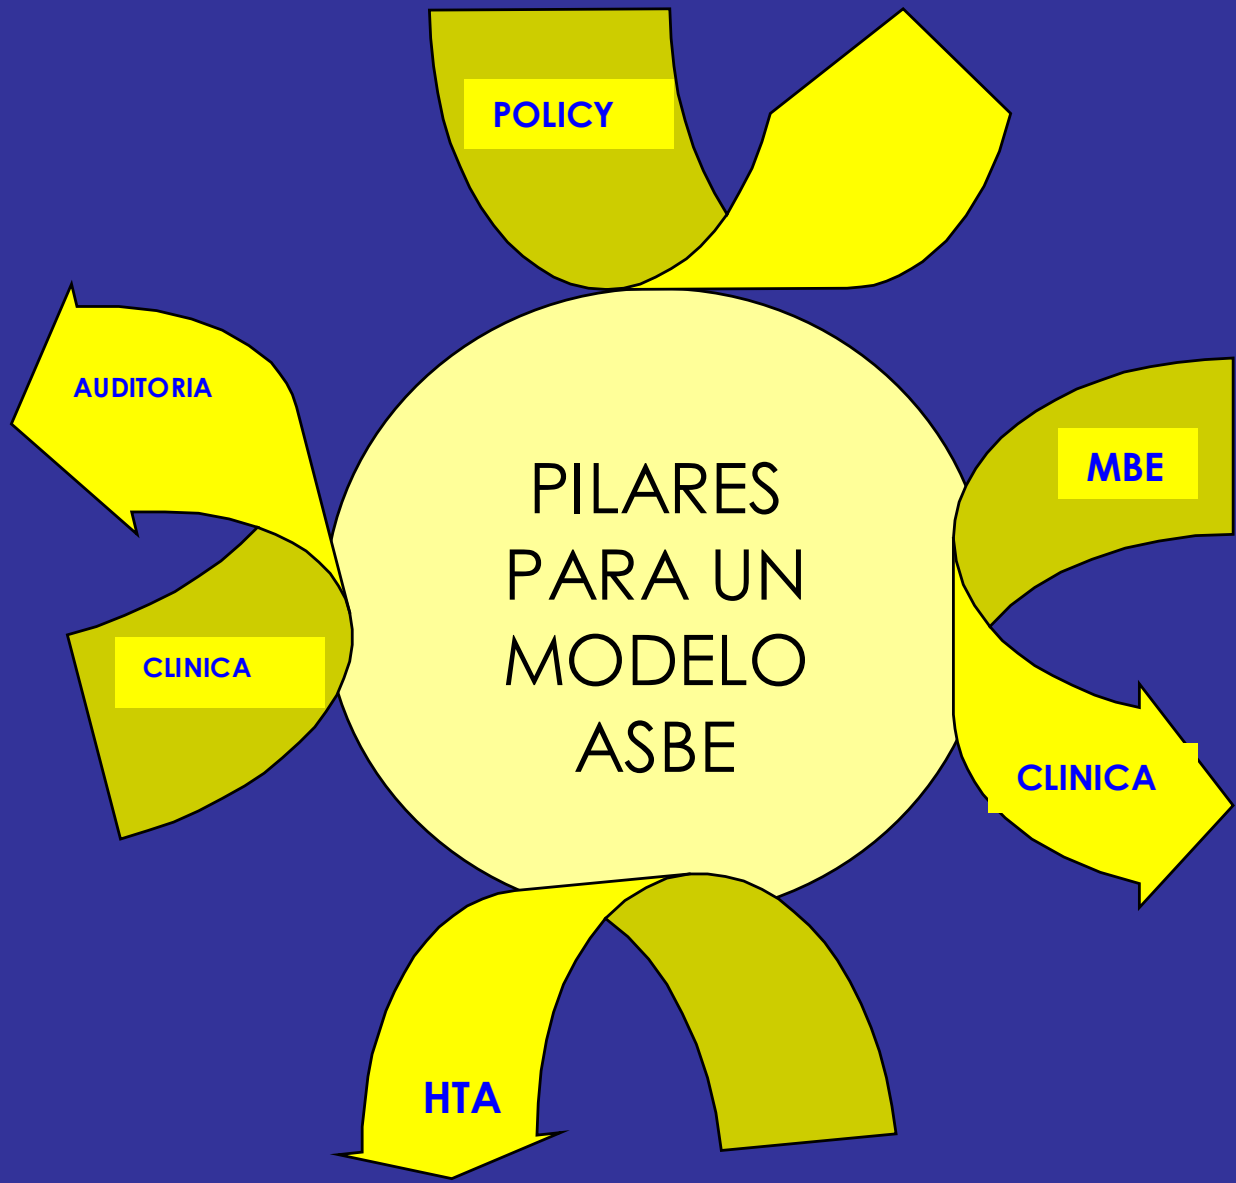 POLICY
AUDITORIA
MBE
PILARES
PARA UN
MODELO
ASBE
CLINICA
CLINICA
HTA